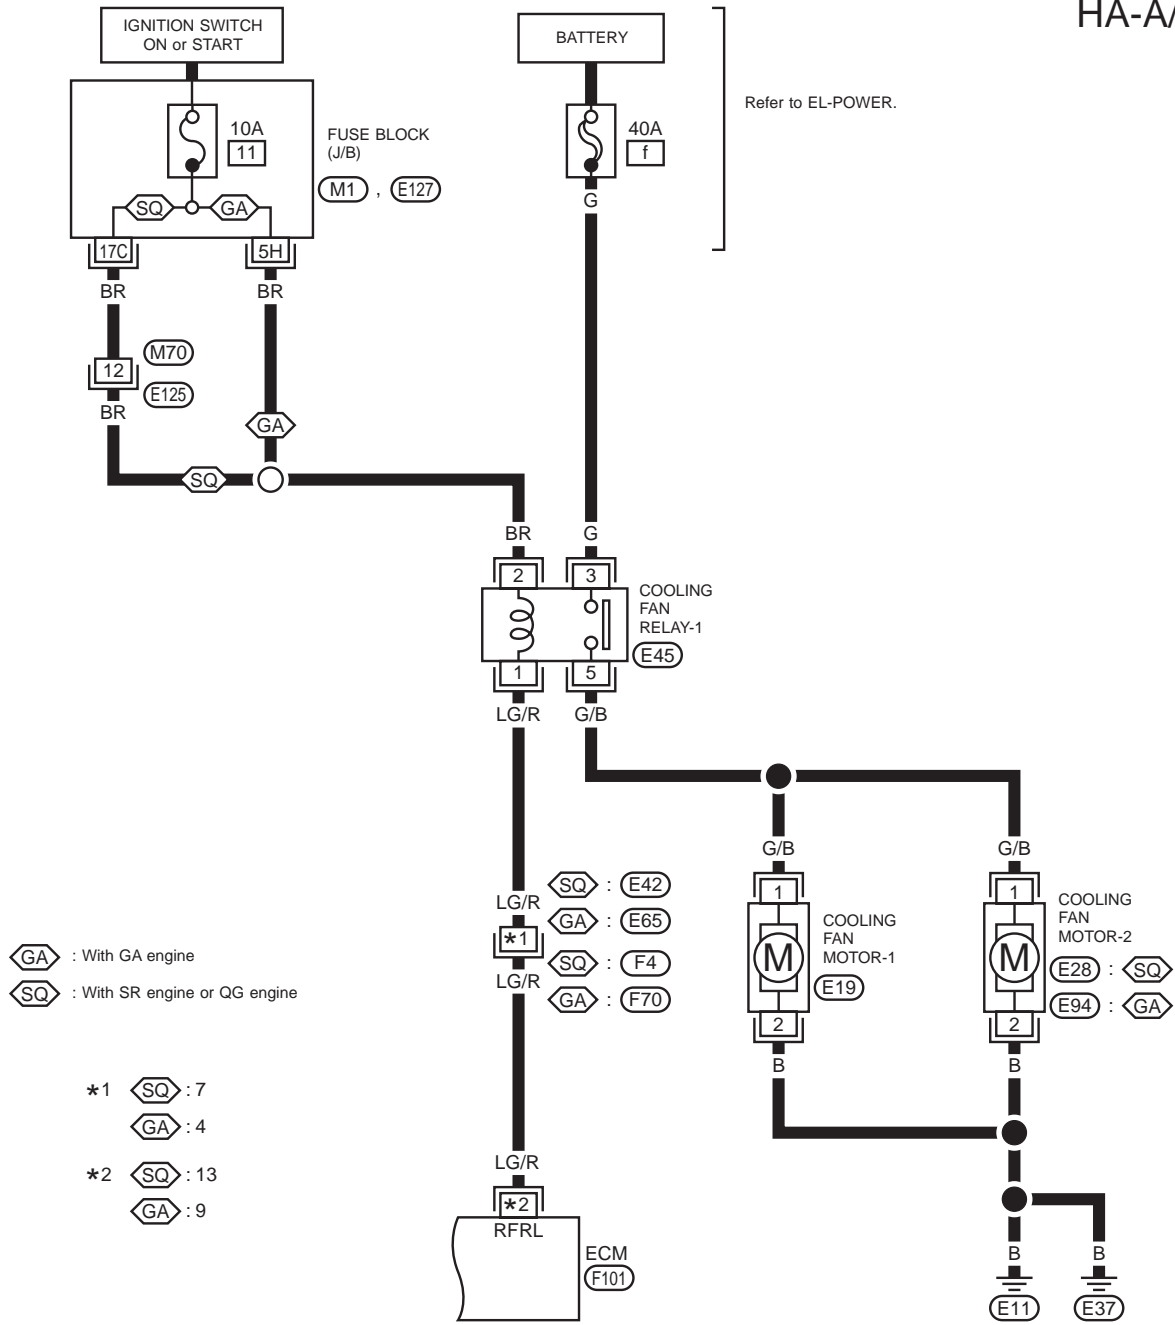 HA-A/
IGNITION SWITCH
ON or START
BATTERY
Refer to EL-POWER.
10A
11
FUSE BLOCK
(J/B)
M1 , E127
40A
f
SQ
GA
G
17C
5H
BR
BR
12
M70
E125
BR
GA
SQ
BR
G
2
3
COOLING
FAN
RELAY-1
E45
1
5
LG/R
G/B
G/B
G/B
LG/R
SQ : E42
GA : E65
*1
SQ : F4
LG/R
GA : F70
1
COOLING
FAN
MOTOR-1
M
E19
2
B
1
COOLING
FAN
MOTOR-2
M
E28 : SQ
E94 : GA
2
B
GA : With GA engine
SQ : With SR engine or QG engine
*1 SQ : 7
GA : 4
*2 SQ : 13
GA : 9
LG/R
*2
RFRL
ECM
F101
B
B
E11
E37